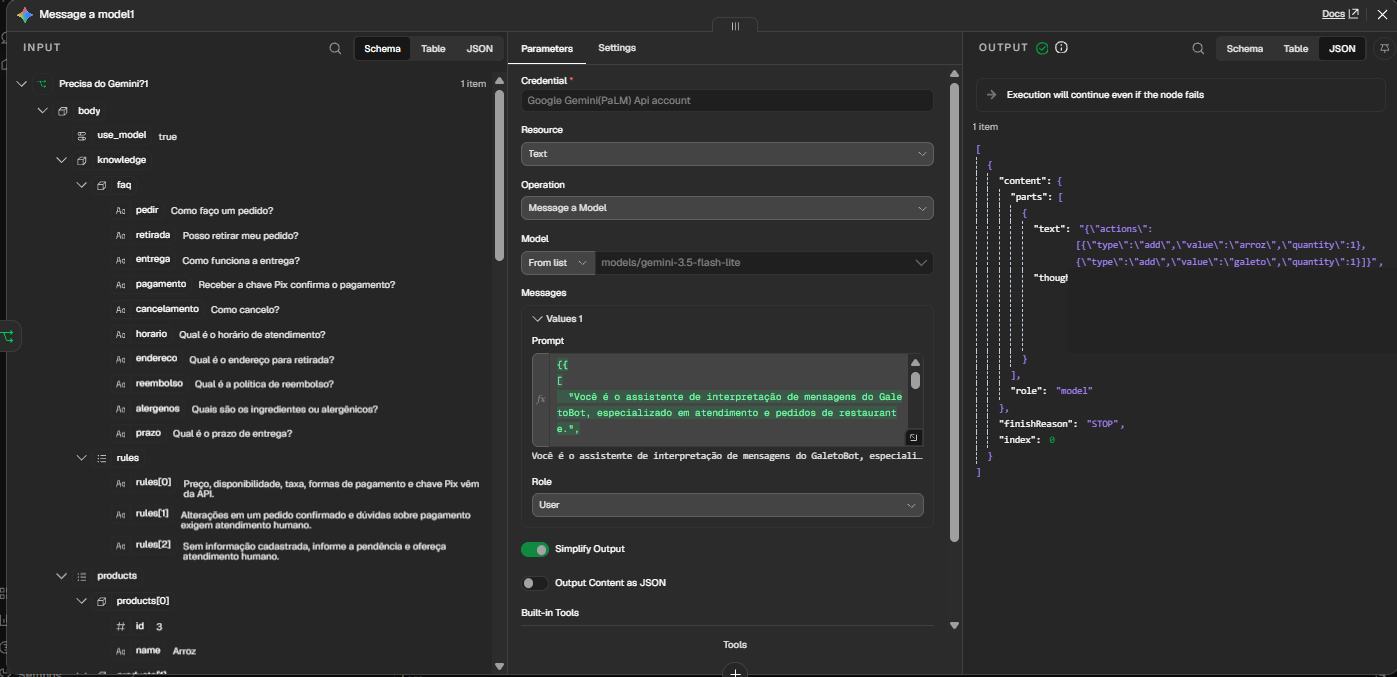 Message a model1
Docs
INPUT
Schema
Table
JSON
Precisa do Gemini?1
1 item
body
use_model
true
knowledge
faq
pedir
Como faço um pedido?
retirada
Posso retirar meu pedido?
entrega
Como funciona a entrega?
pagamento
Receber a chave Pix confirma o pagamento?
cancelamento
Como cancelo?
horario
Qual é o horário de atendimento?
endereco
Qual é o endereço para retirada?
reembolso
Qual é a política de reembolso?
alergenos
Quais são os ingredientes ou alergênicos?
prazo
Qual é o prazo de entrega?
rules
rules[0]
Preço, disponibilidade, taxa, formas de pagamento e chave Pix vêm
da API.
rules[1]
Alterações em um pedido confirmado e dúvidas sobre pagamento
exigem atendimento humano.
rules[2]
Sem informação cadastrada, informe a pendência e ofereça
atendimento humano.
products
products[0]
id
3
name
Arroz
Parameters
Settings
Credential *
Google Gemini(PaLM) Api account
Resource
Text
Operation
Message a Model
Model
From list
models/gemini-3.5-flash-lite
Messages
Values 1
Prompt
fx
{{
[
"Você é o assistente de interpretação de mensagens do Gale
toBot, especializado em atendimento e pedidos de restaurant
e.",
Você é o assistente de interpretação de mensagens do GaletoBot, especiali…
Role
User
Simplify Output
Output Content as JSON
Built-in Tools
Tools
OUTPUT
Schema
Table
JSON
Execution will continue even if the node fails
1 item
[
{
"content": {
"parts": [
{
"text": "{\"actions\":
[{\"type\":\"add\",\"value\":\"arroz\",\"quantity\":1},
{\"type\":\"add\",\"value\":\"galeto\",\"quantity\":1}]}",
"though
}
],
"role": "model"
},
"finishReason": "STOP",
"index": 0
}
]